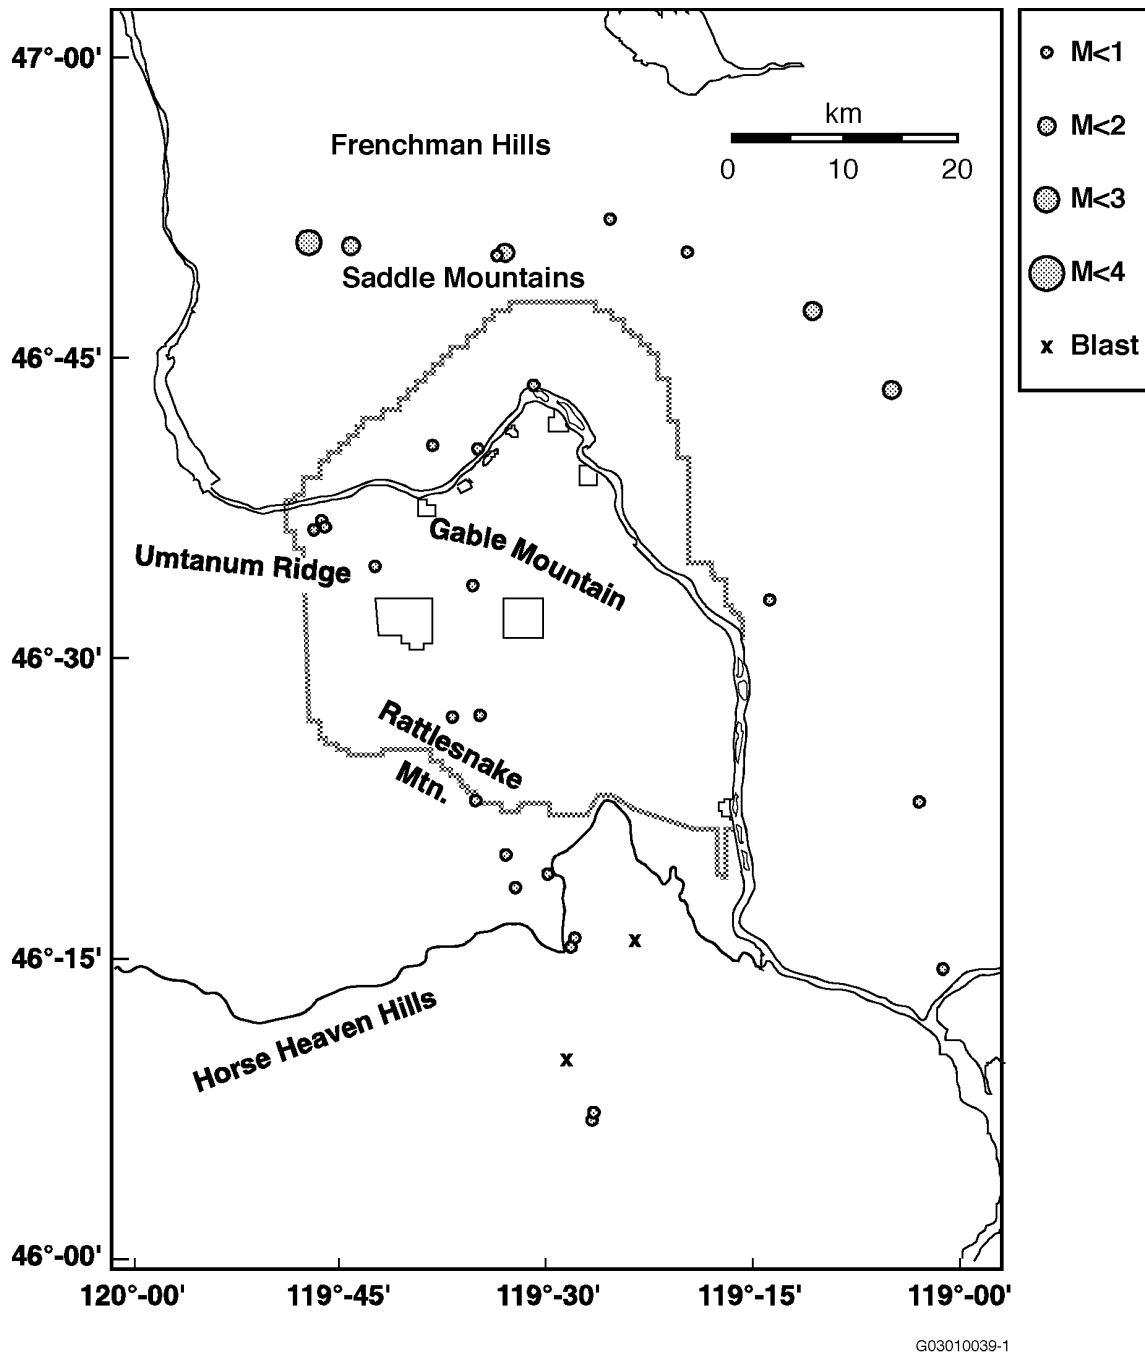 47°-00'
M<1
km
M<2
Frenchman Hills
0 10 20
M<3
M<4
Saddle Mountains
Blast
46°-45'
Gable Mountain
Umtanum Ridge
46°-30'
Rattlesnake
Mtn.
46°-15'
Horse Heaven Hills
46°-00'
120°-00' 119°-45' 119°-30' 119°-15' 119°-00'
G03010039-1